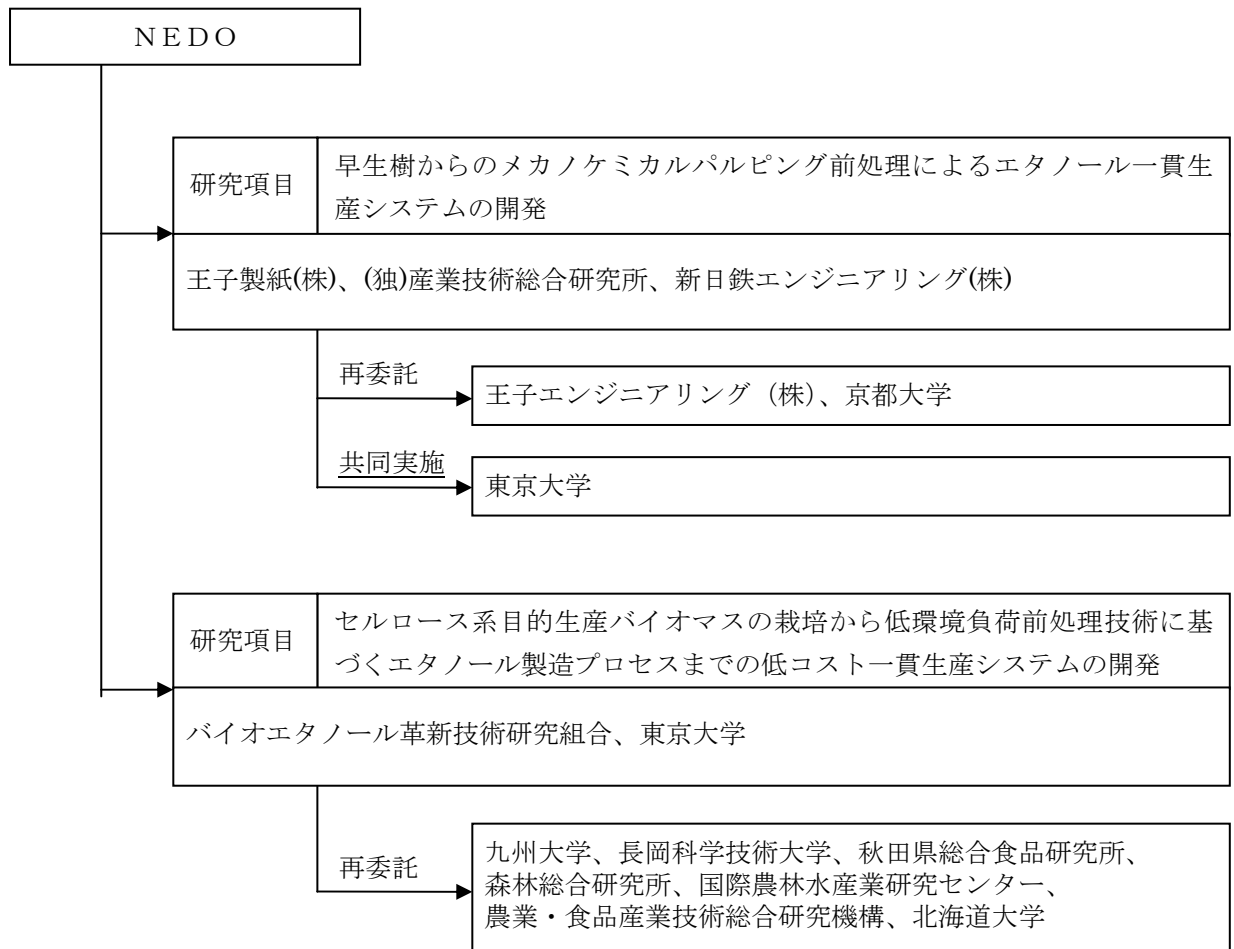 NEDO
研究項目
早生樹からのメカノケミカルパルピング前処理によるエタノール一貫生
産システムの開発
王子製紙(株)、(独)産業技術総合研究所、新日鉄エンジニアリング(株)
再委託
王子エンジニアリング（株）、京都大学
共同実施
東京大学
研究項目
セルロース系目的生産バイオマスの栽培から低環境負荷前処理技術に基
づくエタノール製造プロセスまでの低コスト一貫生産システムの開発
バイオエタノール革新技術研究組合、東京大学
再委託
九州大学、長岡科学技術大学、秋田県総合食品研究所、
森林総合研究所、国際農林水産業研究センター、
農業・食品産業技術総合研究機構、北海道大学